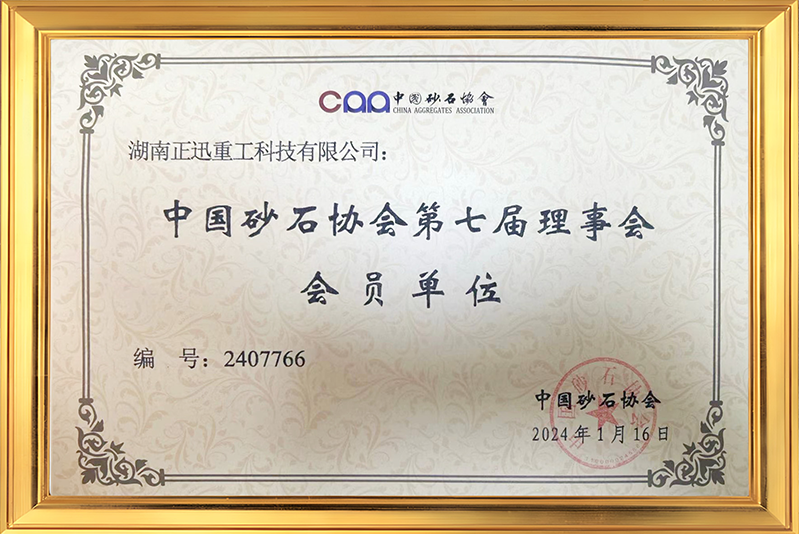 CAA 中国砂石協會
CHINA AGGREGATES ASSOCIATION
湖南正迅重工科技有限公司：
中国砂石协会第七届理事会
会员单位
编 号：2407766
中国砂石协会
2024年1月16日